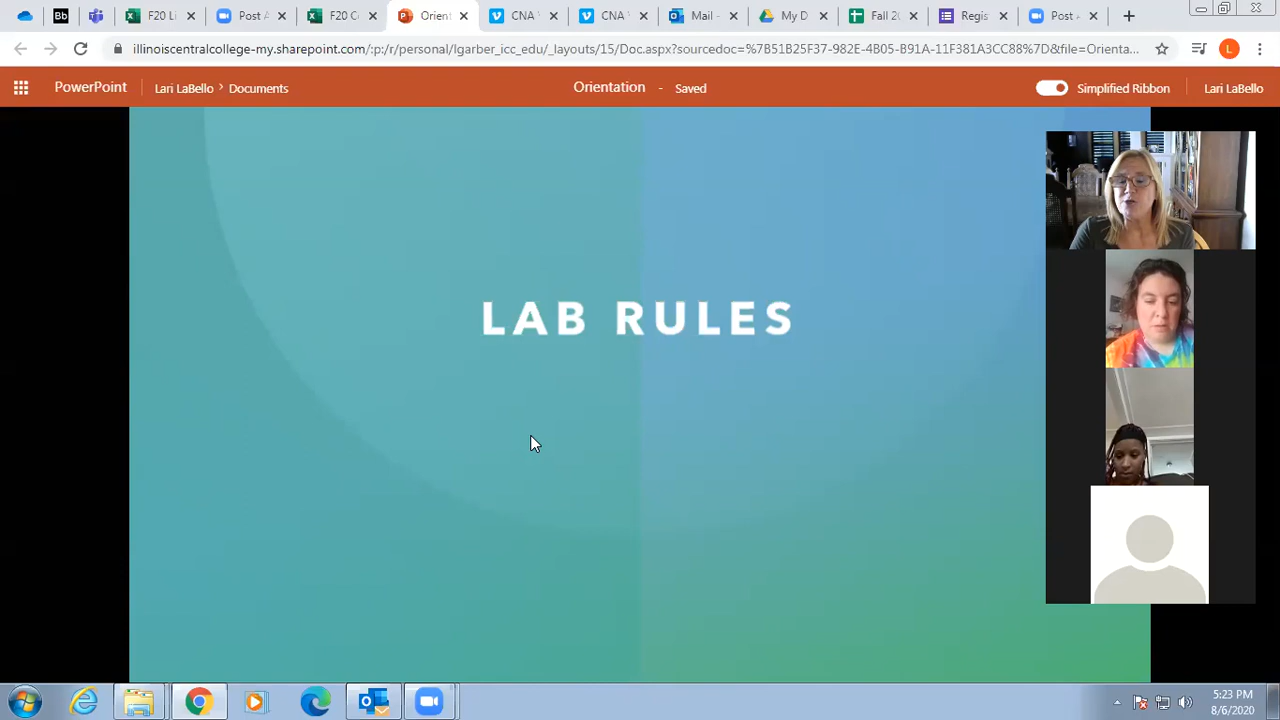 Bb
F20 Li
Post A
F20 C
Orient
CNA V
CNA V
Mail -
My D
Fall 20
Regis
Post A
illinoiscentralcollege-my.sharepoint.com/:p:/r/personal/lgarber_icc_edu/_layouts/15/Doc.aspx?sourcedoc=%7B51B25F37-982E-4B05-B91A-11F381A3CC88%7D&file=Orienta...
L
PowerPoint
Lari LaBello > Documents
Orientation - Saved
Simplified Ribbon
Lari LaBello
LAB RULES
5:23 PM
8/6/2020